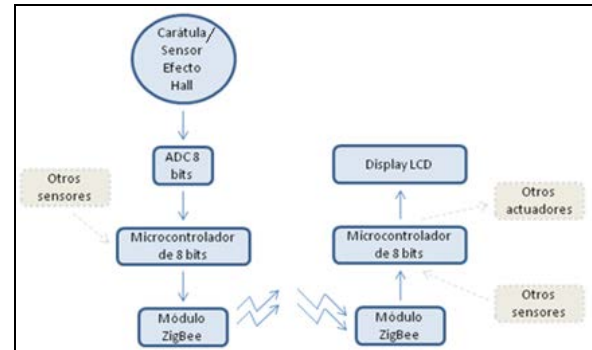 Carátula/
Sensor
Efecto
Hall
ADC 8
bits
Otros
sensores
Microcontrolador
de 8 bits
Módulo
ZigBee
Display LCD
Otros
actuadores
Microcontrolador
de 8 bits
Otros
sensores
Módulo
ZigBee